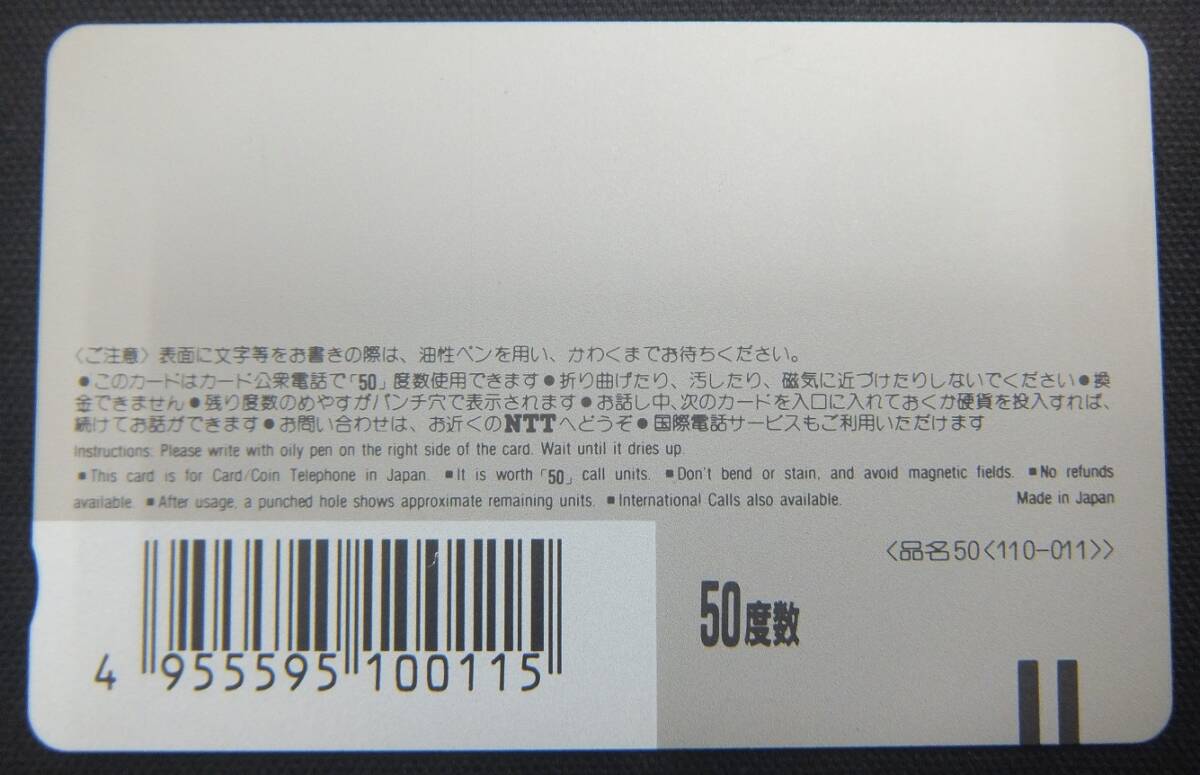 〈ご注意〉表面に文字等をお書きの際は、油性ペンを用い、かわくまでお待ちください。
●このカードはカード公衆電話で「50」度数使用できます●折り曲げたり、汚したり、磁気に近づけたりしないでください●換
金できません●残り度数のめやすがパンチ穴で表示されます●お話し中、次のカードを入口に入れておくか硬貨を投入すれば、
続けてお話ができます●お問い合わせは、お近くのNTTへどうぞ●国際電話サービスもご利用いただけます
Instructions: Please write with oily pen on the right side of the card. Wait until it dries up.
■This card is for Card/Coin Telephone in Japan. ■It is worth「50」call units. ■Don't bend or stain, and avoid magnetic fields. ■No refunds
available. ■After usage, a punched hole shows approximate remaining units. ■International Calls also available. Made in Japan
〈品名50〈110-011〉〉
50度数
4 955595 100115